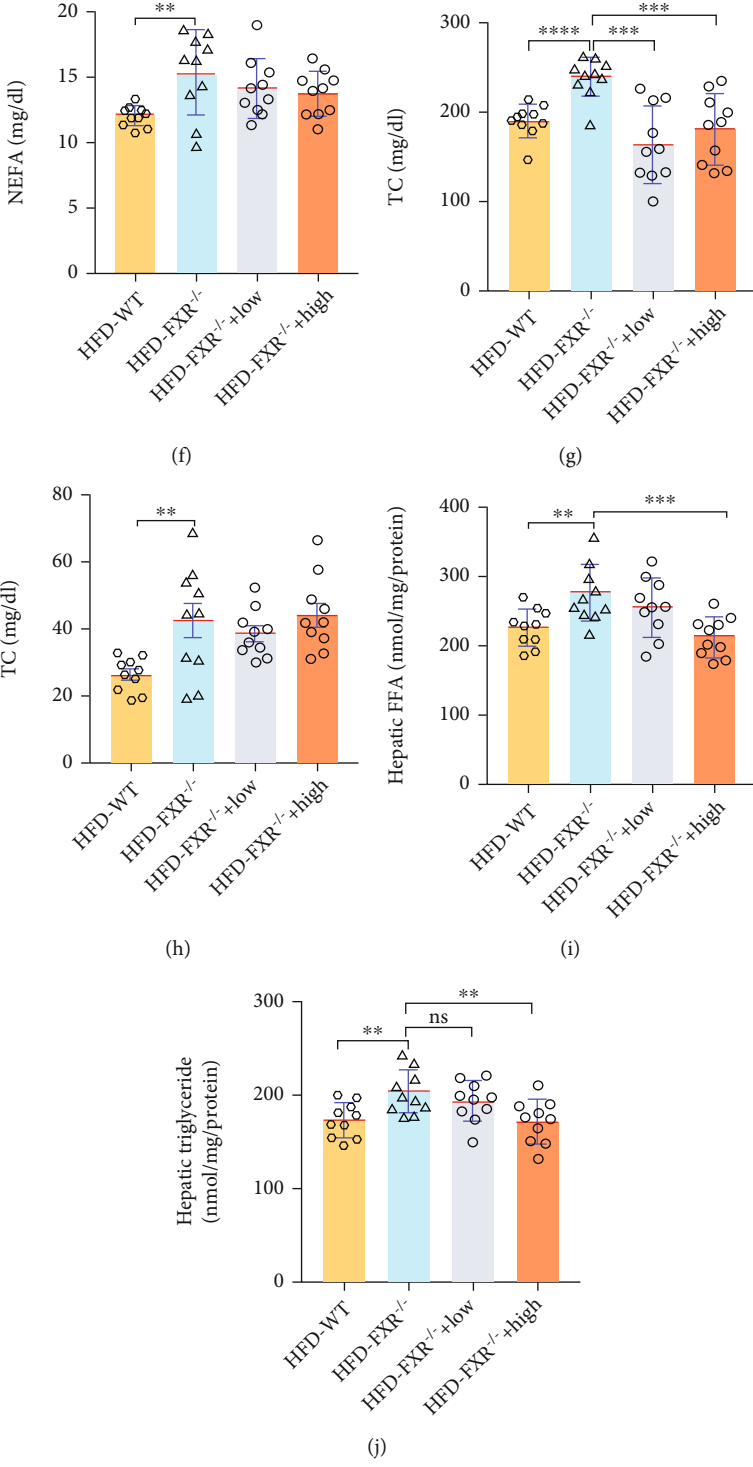 20
15
10
5
0
NEFA (mg/dl)
**
HFD-WT
HFD-FXR⁻/⁻
HFD-FXR⁻/⁻+low
HFD-FXR⁻/⁻+high
(f)
300
200
100
0
TC (mg/dl)
****
***
***
HFD-WT
HFD-FXR⁻/⁻
HFD-FXR⁻/⁻+low
HFD-FXR⁻/⁻+high
(g)
80
60
40
20
0
TC (mg/dl)
**
HFD-WT
HFD-FXR⁻/⁻
HFD-FXR⁻/⁻+low
HFD-FXR⁻/⁻+high
(h)
400
300
200
100
0
Hepatic FFA (nmol/mg/protein)
**
***
HFD-WT
HFD-FXR⁻/⁻
HFD-FXR⁻/⁻+low
HFD-FXR⁻/⁻+high
(i)
300
200
100
0
Hepatic triglyceride
(nmol/mg/protein)
**
ns
**
HFD-WT
HFD-FXR⁻/⁻
HFD-FXR⁻/⁻+low
HFD-FXR⁻/⁻+high
(j)